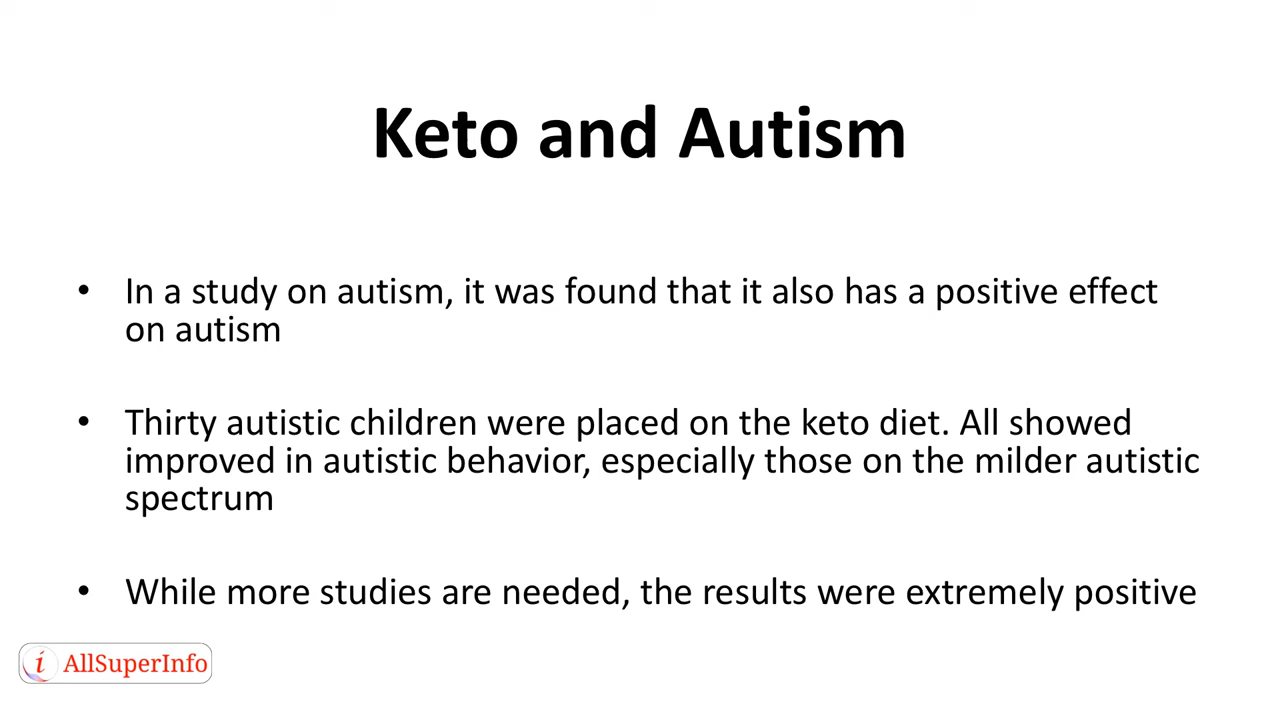 Keto and Autism
• In a study on autism, it was found that it also has a positive effect
on autism
• Thirty autistic children were placed on the keto diet. All showed
improved in autistic behavior, especially those on the milder autistic
spectrum
• While more studies are needed, the results were extremely positive
i AllSuperInfo